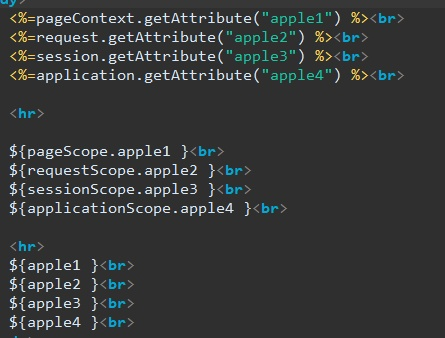 dy>
<%=pageContext.getAttribute("apple1") %><br>
<%=request.getAttribute("apple2") %><br>
<%=session.getAttribute("apple3") %><br>
<%=application.getAttribute("apple4") %><br>
<hr>
${pageScope.apple1 }<br>
${requestScope.apple2 }<br>
${sessionScope.apple3 }<br>
${applicationScope.apple4 }<br>
<hr>
${apple1 }<br>
${apple2 }<br>
${apple3 }<br>
${apple4 }<br>